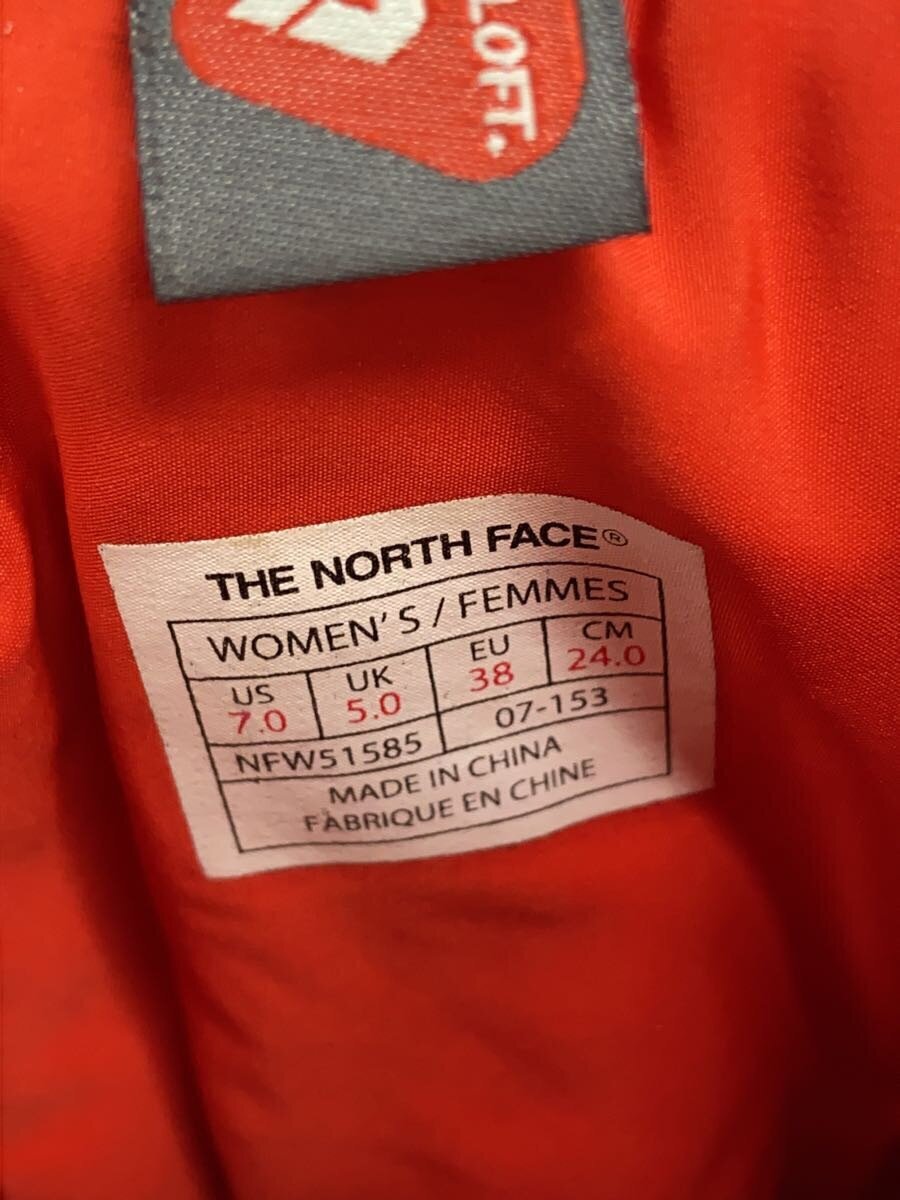 LOFT.
THE NORTH FACE®
WOMEN'S / FEMMES
US UK EU CM
7.0 5.0 38 24.0
NFW51585 07-153
MADE IN CHINA
FABRIQUE EN CHINE